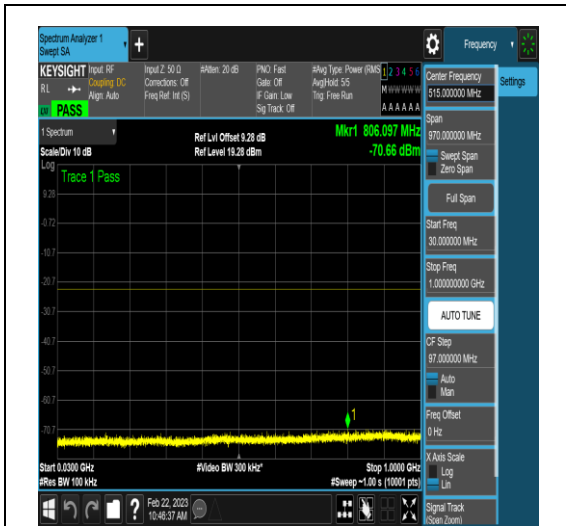 Spectrum Analyzer 1
Swept SA
+
Frequency
KEYSIGHT
RL
Input: RF
Coupling: DC
Align: Auto
Input Z: 50 Ω
Corrections: Off
Freq Ref: Int (S)
#Atten: 20 dB
PNO: Fast
Gate: Off
IF Gain: Low
Sig Track: Off
#Avg Type: Power (RMS
Avg|Hold: 5/5
Trig: Free Run
1 2 3 4 5 6
M W W W W W
A A A A A A
PASS
1 Spectrum
Scale/Div 10 dB
Ref Lvl Offset 9.28 dB
Ref Level 19.28 dBm
Mkr1 806.097 MHz
-70.66 dBm
Log
Trace 1 Pass
9.28
-0.72
-10.7
-20.7
-30.7
-40.7
-50.7
-60.7
-70.7
1
Start 0.0300 GHz
#Res BW 100 kHz
#Video BW 300 kHz*
Stop 1.0000 GHz
#Sweep ~1.00 s (10001 pts)
Feb 22, 2023
10:46:37 AM
?
Settings
Center Frequency
515.000000 MHz
Span
970.000000 MHz
Swept Span
Zero Span
Full Span
Start Freq
30.000000 MHz
Stop Freq
1.000000000 GHz
AUTO TUNE
CF Step
97.000000 MHz
Auto
Man
Freq Offset
0 Hz
X Axis Scale
Log
Lin
Signal Track
(Span Zoom)